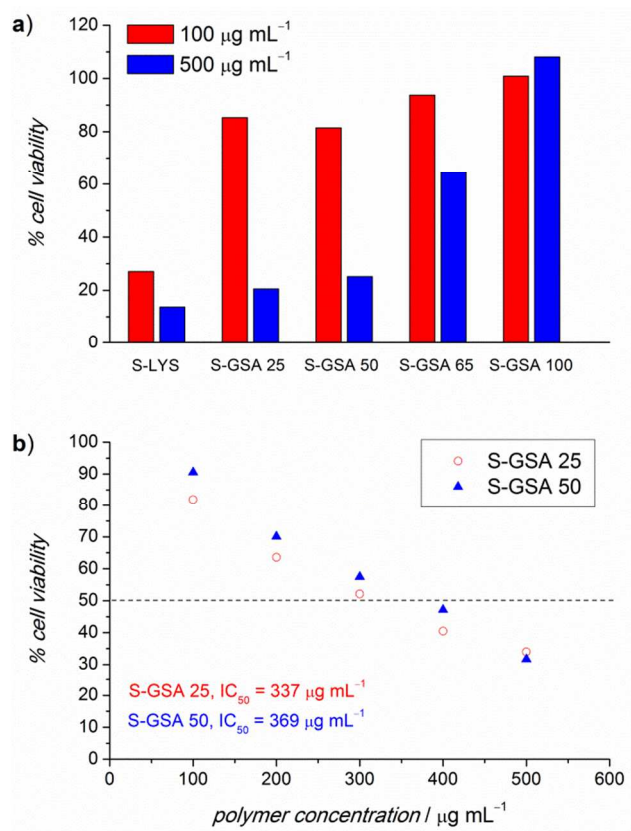 a)
100 μg mL⁻¹
500 μg mL⁻¹
% cell viability
120
100
80
60
40
20
0
S-LYS S-GSA 25 S-GSA 50 S-GSA 65 S-GSA 100
b)
S-GSA 25
S-GSA 50
% cell viability
100
90
80
70
60
50
40
30
20
10
0
S-GSA 25, IC₅₀ = 337 μg mL⁻¹
S-GSA 50, IC₅₀ = 369 μg mL⁻¹
0 100 200 300 400 500 600
polymer concentration / μg mL⁻¹